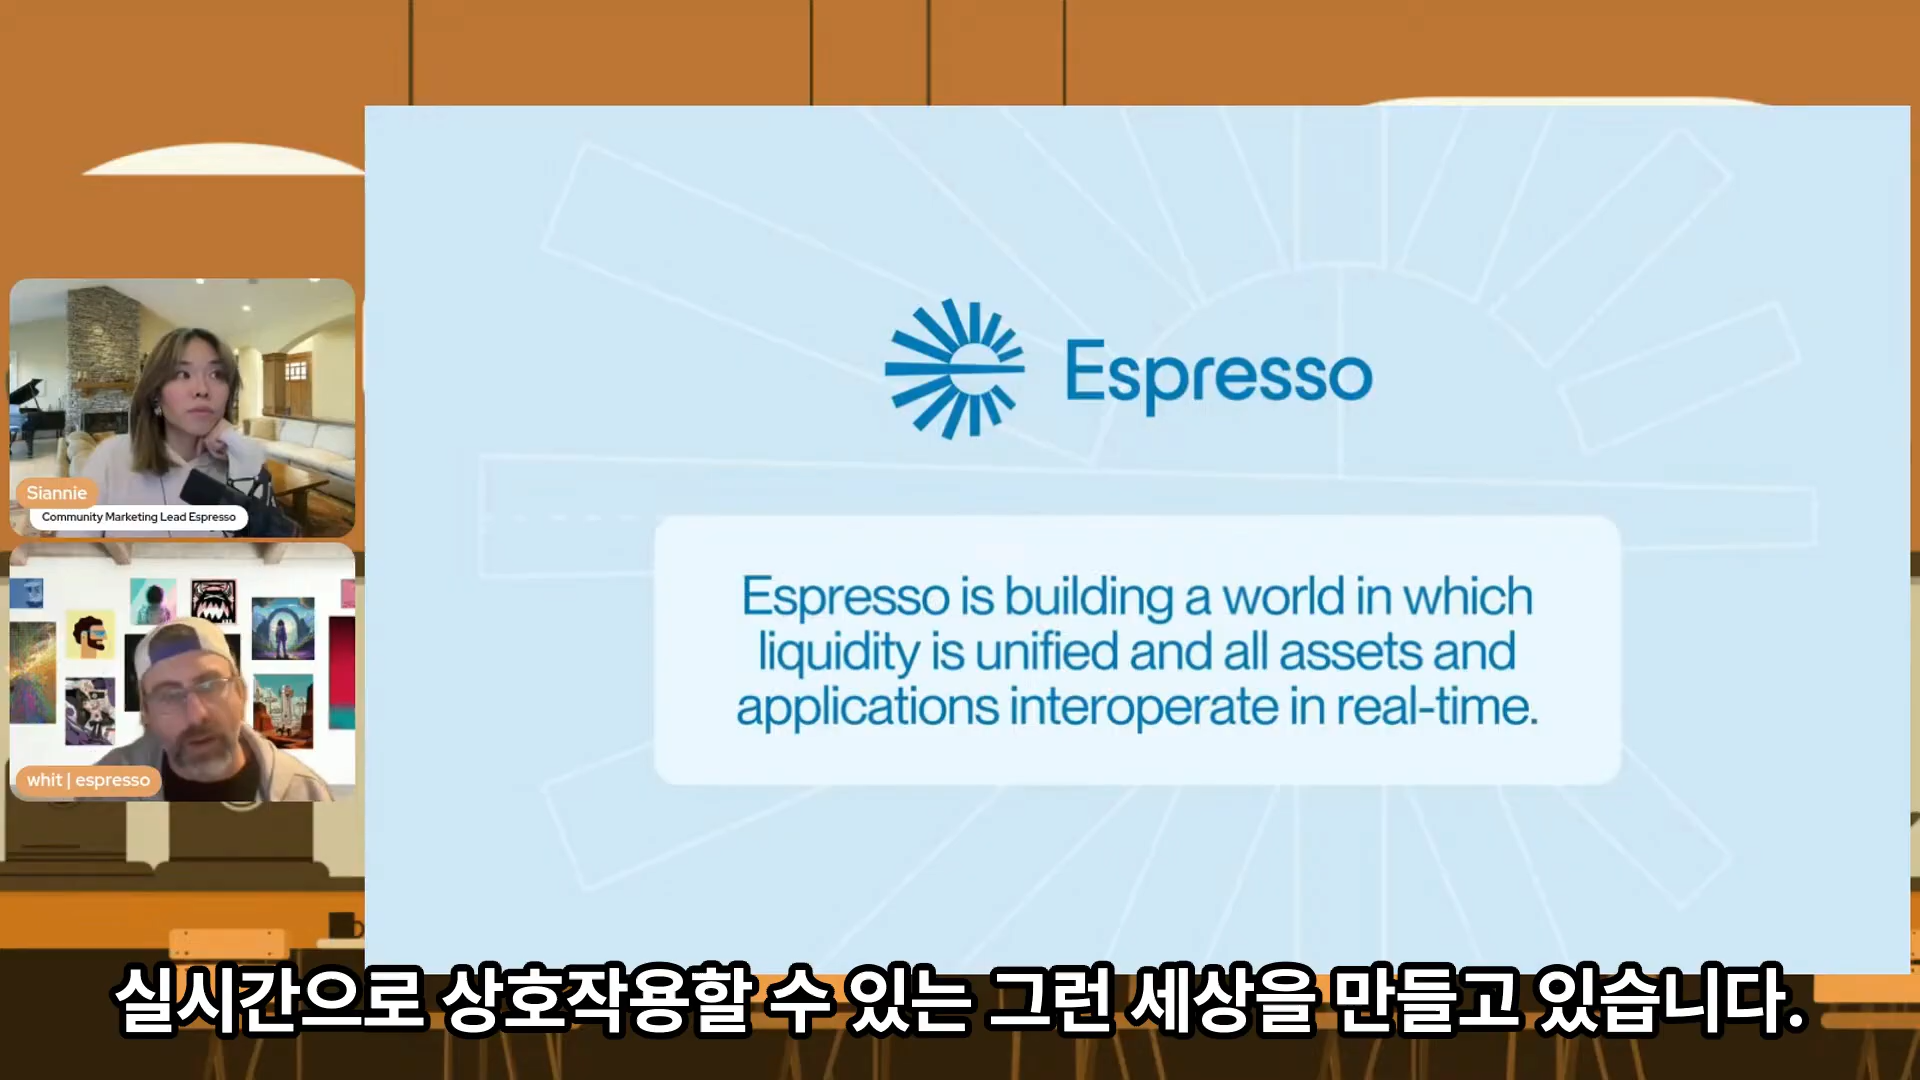 Espresso
Espresso is building a world in which
liquidity is unified and all assets and
applications interoperate in real-time.
Siannie
Community Marketing Lead Espresso
whit | espresso
실시간으로 상호작용할 수 있는 그런 세상을 만들고 있습니다.